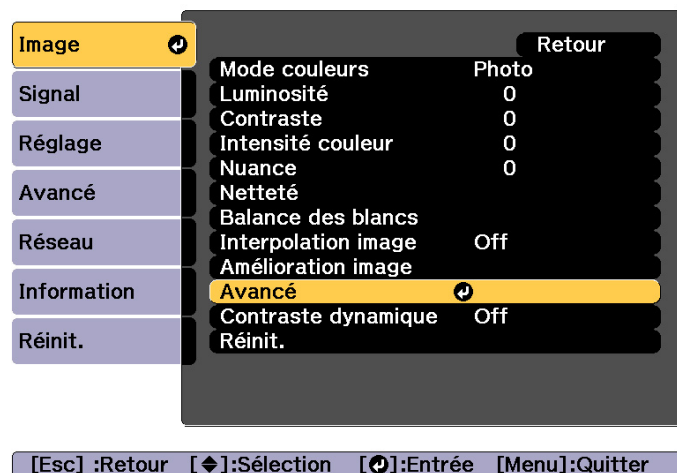 Image
Signal
Réglage
Avancé
Réseau
Information
Réinit.
Retour
Mode couleurs Photo
Luminosité 0
Contraste 0
Intensité couleur 0
Nuance 0
Netteté
Balance des blancs
Interpolation image Off
Amélioration image
Avancé
Contraste dynamique Off
Réinit.
[Esc] :Retour [◆]:Sélection [↵]:Entrée [Menu]:Quitter